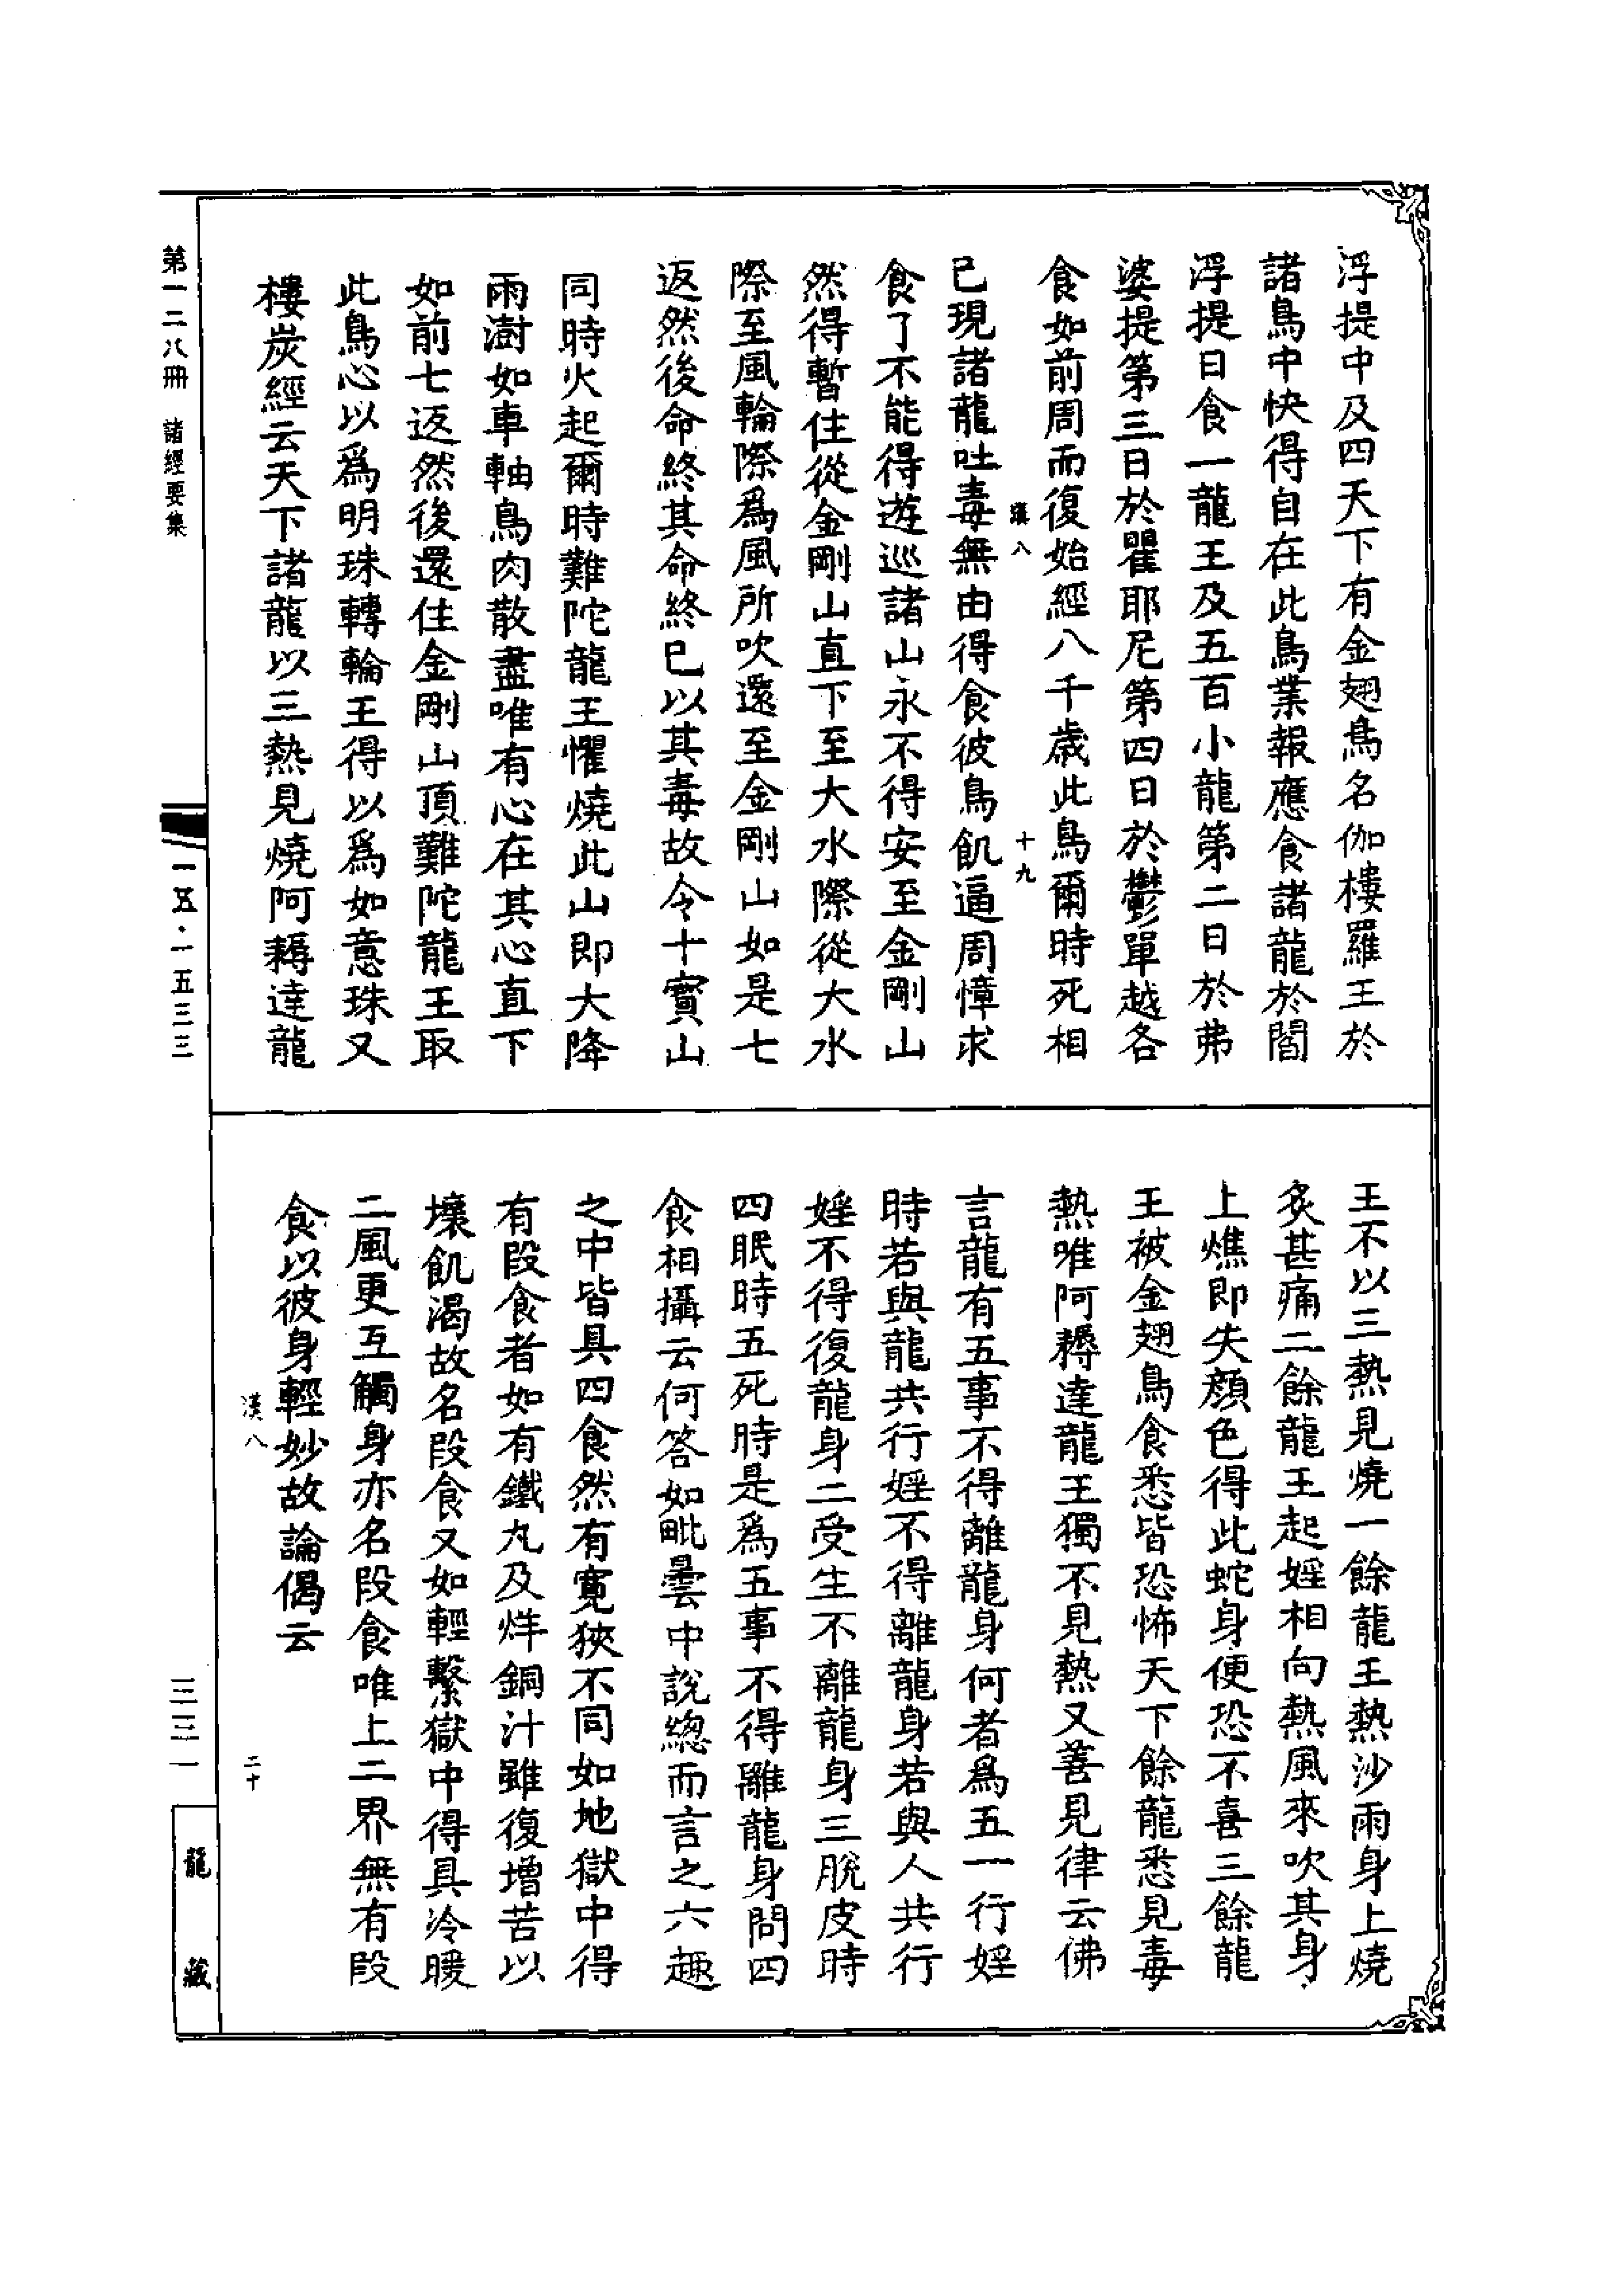 浮提中及四天下有金翅鳥名伽樓羅王於
諸鳥中快得自在此鳥業報應食諸龍於閻
浮提日食一龍王及五百小龍第二日於弗
婆提第三日於瞿耶尼第四日於鬱單越各
食如前周而復始經八千歲此鳥爾時死相
漢八 十九
已現諸龍吐毒無由得食彼鳥飢逼周慞求
食了不能得遊巡諸山永不得安至金剛山
然得暫住從金剛山直下至大水際從大水
際至風輪際爲風所吹還至金剛山如是七
返然後命終其命終已以其毒故令十寶山
同時火起爾時難陀龍王懼燒此山即大降
雨澍如車軸鳥肉散盡唯有心在其心直下
如前七返然後還住金剛山頂難陀龍王取
此鳥心以爲明珠轉輪王得以爲如意珠又
樓炭經云天下諸龍以三熱見燒阿耨達龍
王不以三熱見燒一餘龍王熱沙雨身上燒
炙甚痛二餘龍王起婬相向熱風來吹其身
上燋即失顏色得此蛇身便恐不喜三餘龍
王被金翅鳥食悉皆恐怖天下餘龍悉見毒
熱唯阿耨達龍王獨不見熱又善見律云佛
言龍有五事不得離龍身何者爲五一行婬
時若與龍共行婬不得離龍身若與人共行
婬不得復龍身二受生不離龍身三脫皮時
四眠時五死時是爲五事不得離龍身問四
食相攝云何答如毗曇中說總而言之六趣
之中皆具四食然有寬狹不同如地獄中得
有段食者如有鐵丸及烊銅汁雖復增苦以
壞飢渴故名段食又如輕繫獄中得具冷暖
二風更互觸身亦名段食唯上二界無有段
食以彼身輕妙故論偈云
漢八 二十
第一二八冊 諸經要集
一五·一五三三
三三一
龍藏